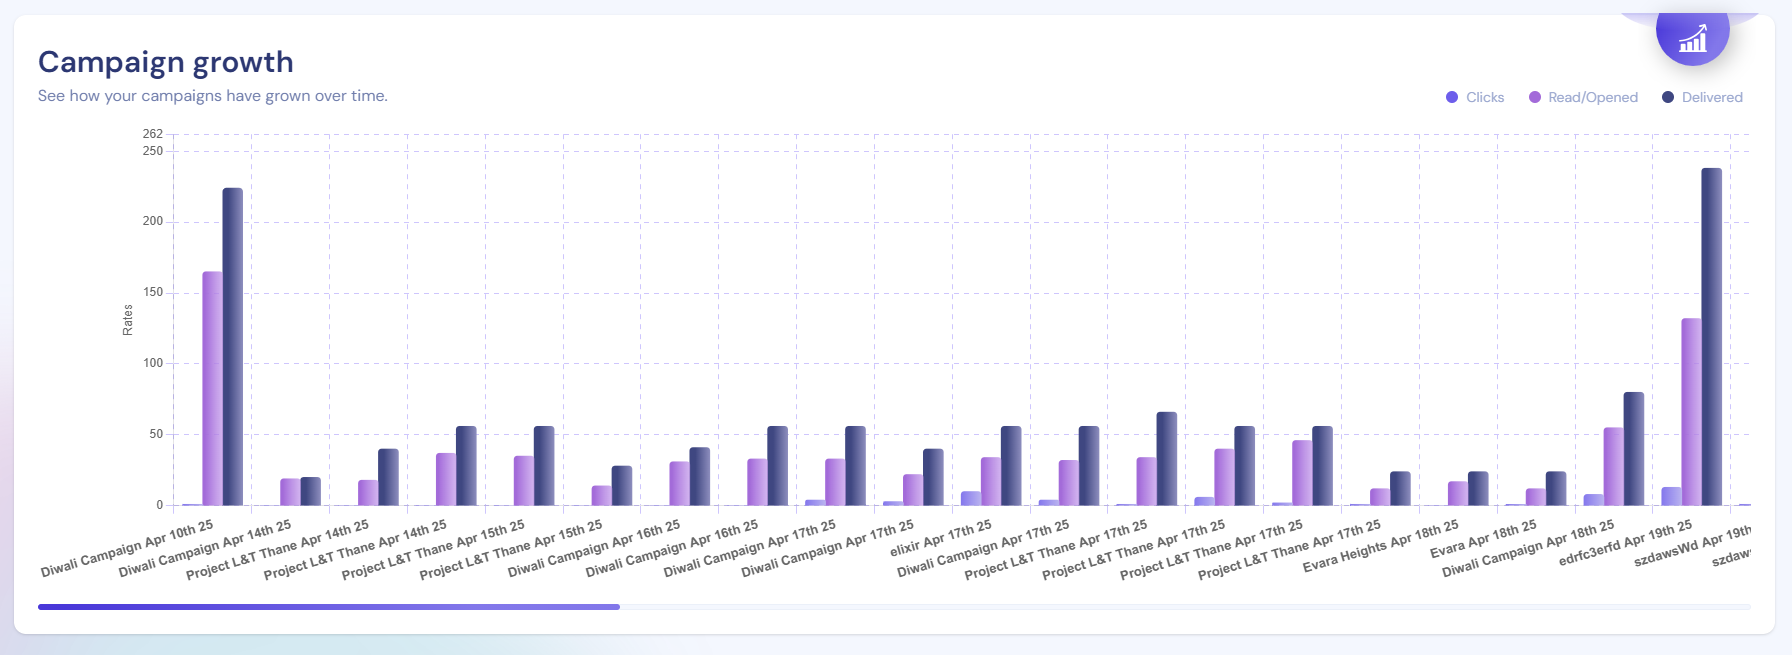 Campaign growth
See how your campaigns have grown over time.
Clicks
Read/Opened
Delivered
262
250
200
150
100
50
0
Rates
Diwali Campaign Apr 10th 25
Diwali Campaign Apr 14th 25
Project L&T Thane Apr 14th 25
Project L&T Thane Apr 14th 25
Project L&T Thane Apr 15th 25
Project L&T Thane Apr 15th 25
Diwali Campaign Apr 16th 25
Diwali Campaign Apr 16th 25
Diwali Campaign Apr 17th 25
Diwali Campaign Apr 17th 25
elixir Apr 17th 25
Diwali Campaign Apr 17th 25
Project L&T Thane Apr 17th 25
Project L&T Thane Apr 17th 25
Project L&T Thane Apr 17th 25
Project L&T Thane Apr 17th 25
Evara Heights Apr 18th 25
Evara Apr 18th 25
Diwali Campaign Apr 18th 25
edrfc3erfd Apr 19th 25
szdawsWd Apr 19th
szdaw